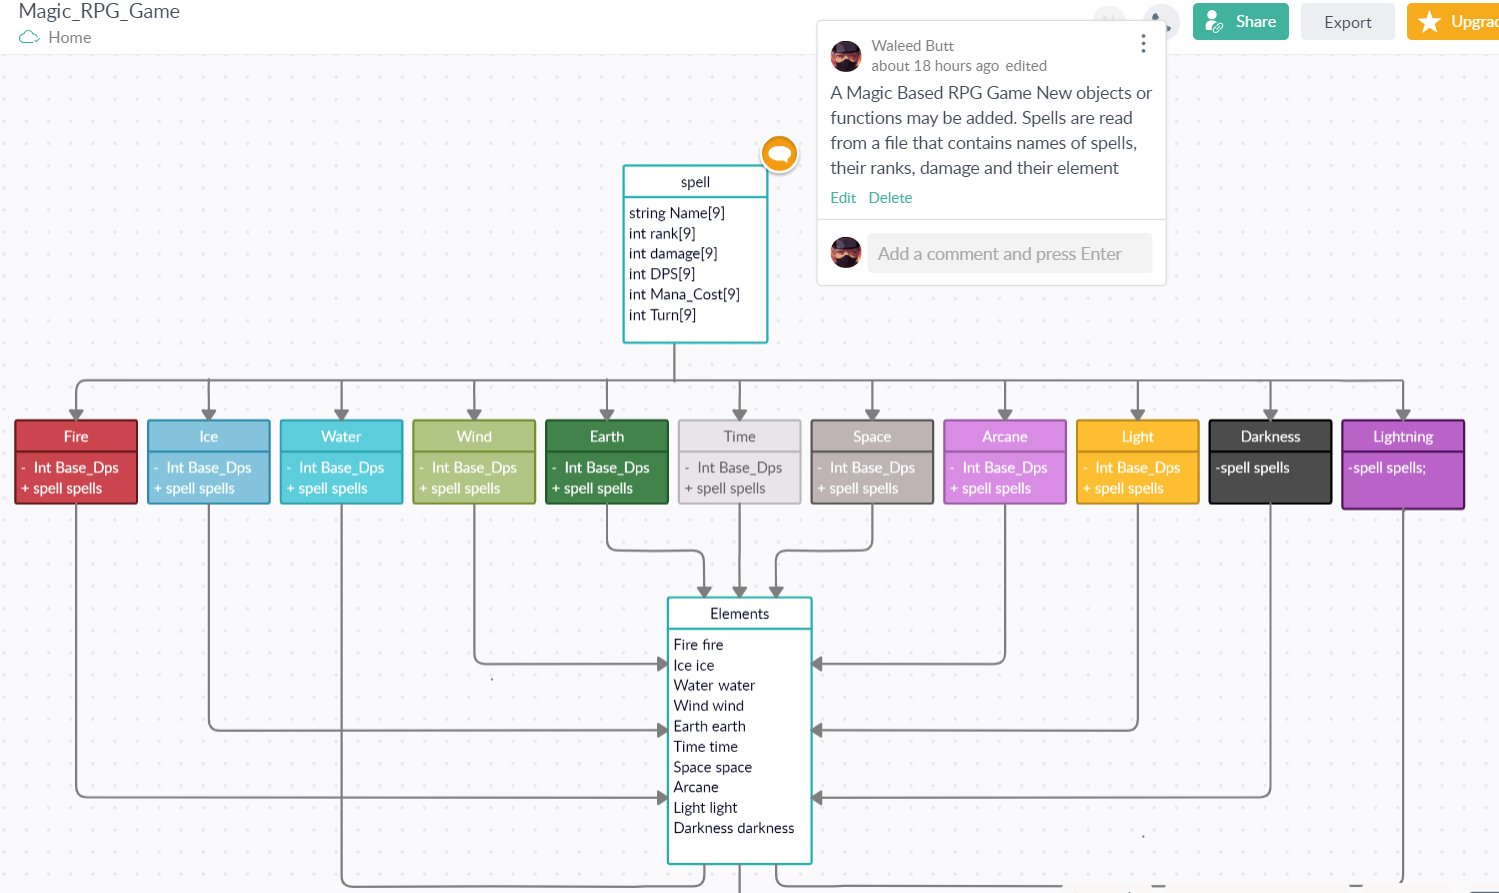 Magic_RPG_Game
Home
Share
Export
Waleed Butt
about 18 hours ago edited
A Magic Based RPG Game New objects or
functions may be added. Spells are read
from a file that contains names of spells,
their ranks, damage and their element
Edit Delete
Add a comment and press Enter
spell
string Name[9]
int rank[9]
int damage[9]
int DPS[9]
int Mana_Cost[9]
int Turn[9]
Fire
- Int Base_Dps
+ spell spells
Ice
- Int Base_Dps
+ spell spells
Water
- Int Base_Dps
+ spell spells
Wind
- Int Base_Dps
+ spell spells
Earth
- Int Base_Dps
+ spell spells
Time
- Int Base_Dps
+ spell spells
Space
- Int Base_Dps
+ spell spells
Arcane
- Int Base_Dps
+ spell spells
Light
- Int Base_Dps
+ spell spells
Darkness
-spell spells
Lightning
-spell spells;
Elements
Fire fire
Ice ice
Water water
Wind wind
Earth earth
Time time
Space space
Arcane
Light light
Darkness darkness